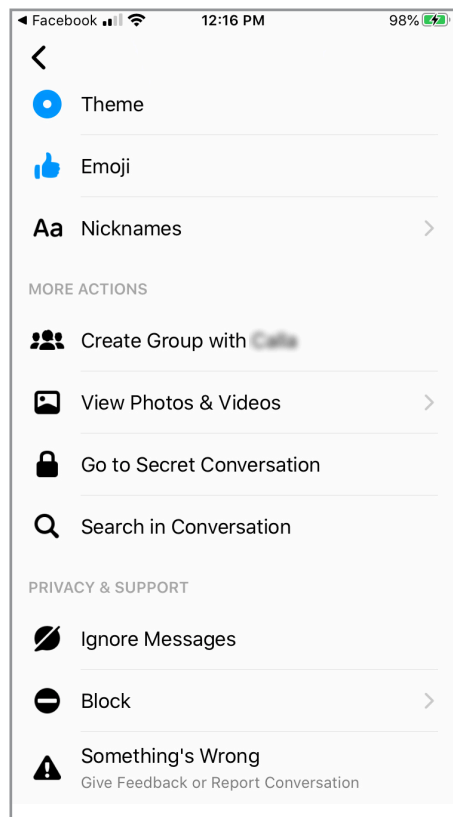 Facebook 12:16 PM 98%
Theme
Emoji
Aa Nicknames
MORE ACTIONS
Create Group with
View Photos & Videos
Go to Secret Conversation
Search in Conversation
PRIVACY & SUPPORT
Ignore Messages
Block
Something's Wrong
Give Feedback or Report Conversation